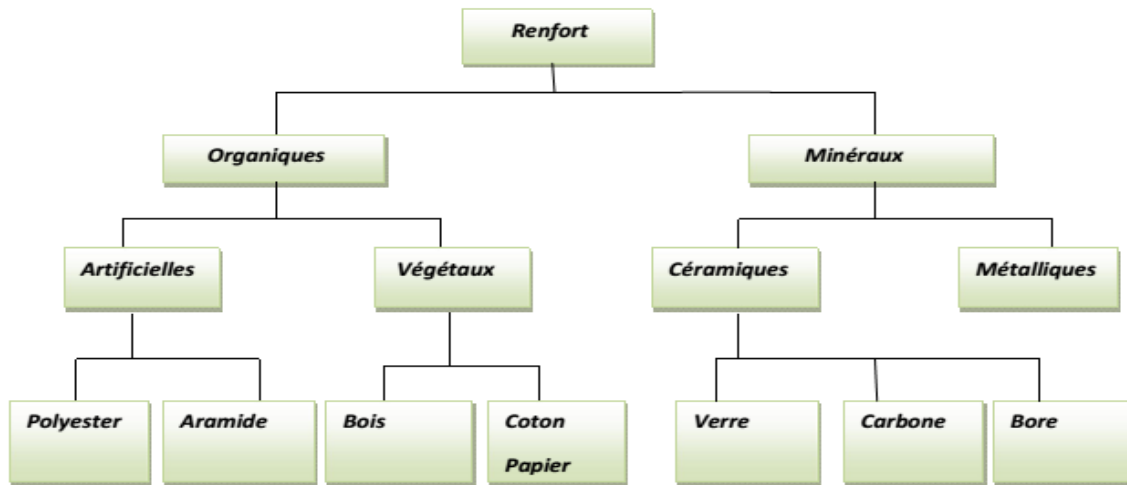 Renfort
Organiques
Minéraux
Artificielles
Végétaux
Céramiques
Métalliques
Polyester
Aramide
Bois
Coton
Papier
Verre
Carbone
Bore